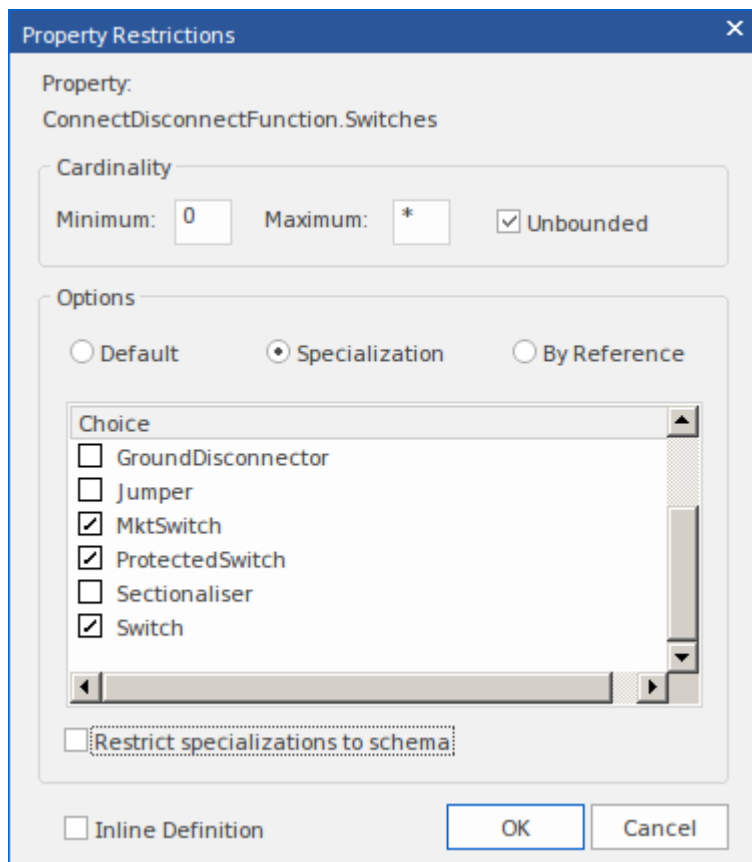 Property Restrictions
Property:
ConnectDisconnectFunction.Switches
Cardinality
Minimum: 0 Maximum: * Unbounded
Options
Default Specialization By Reference
Choice
GroundDisconnector
Jumper
MktSwitch
ProtectedSwitch
Sectionaliser
Switch
Restrict specializations to schema
Inline Definition OK Cancel